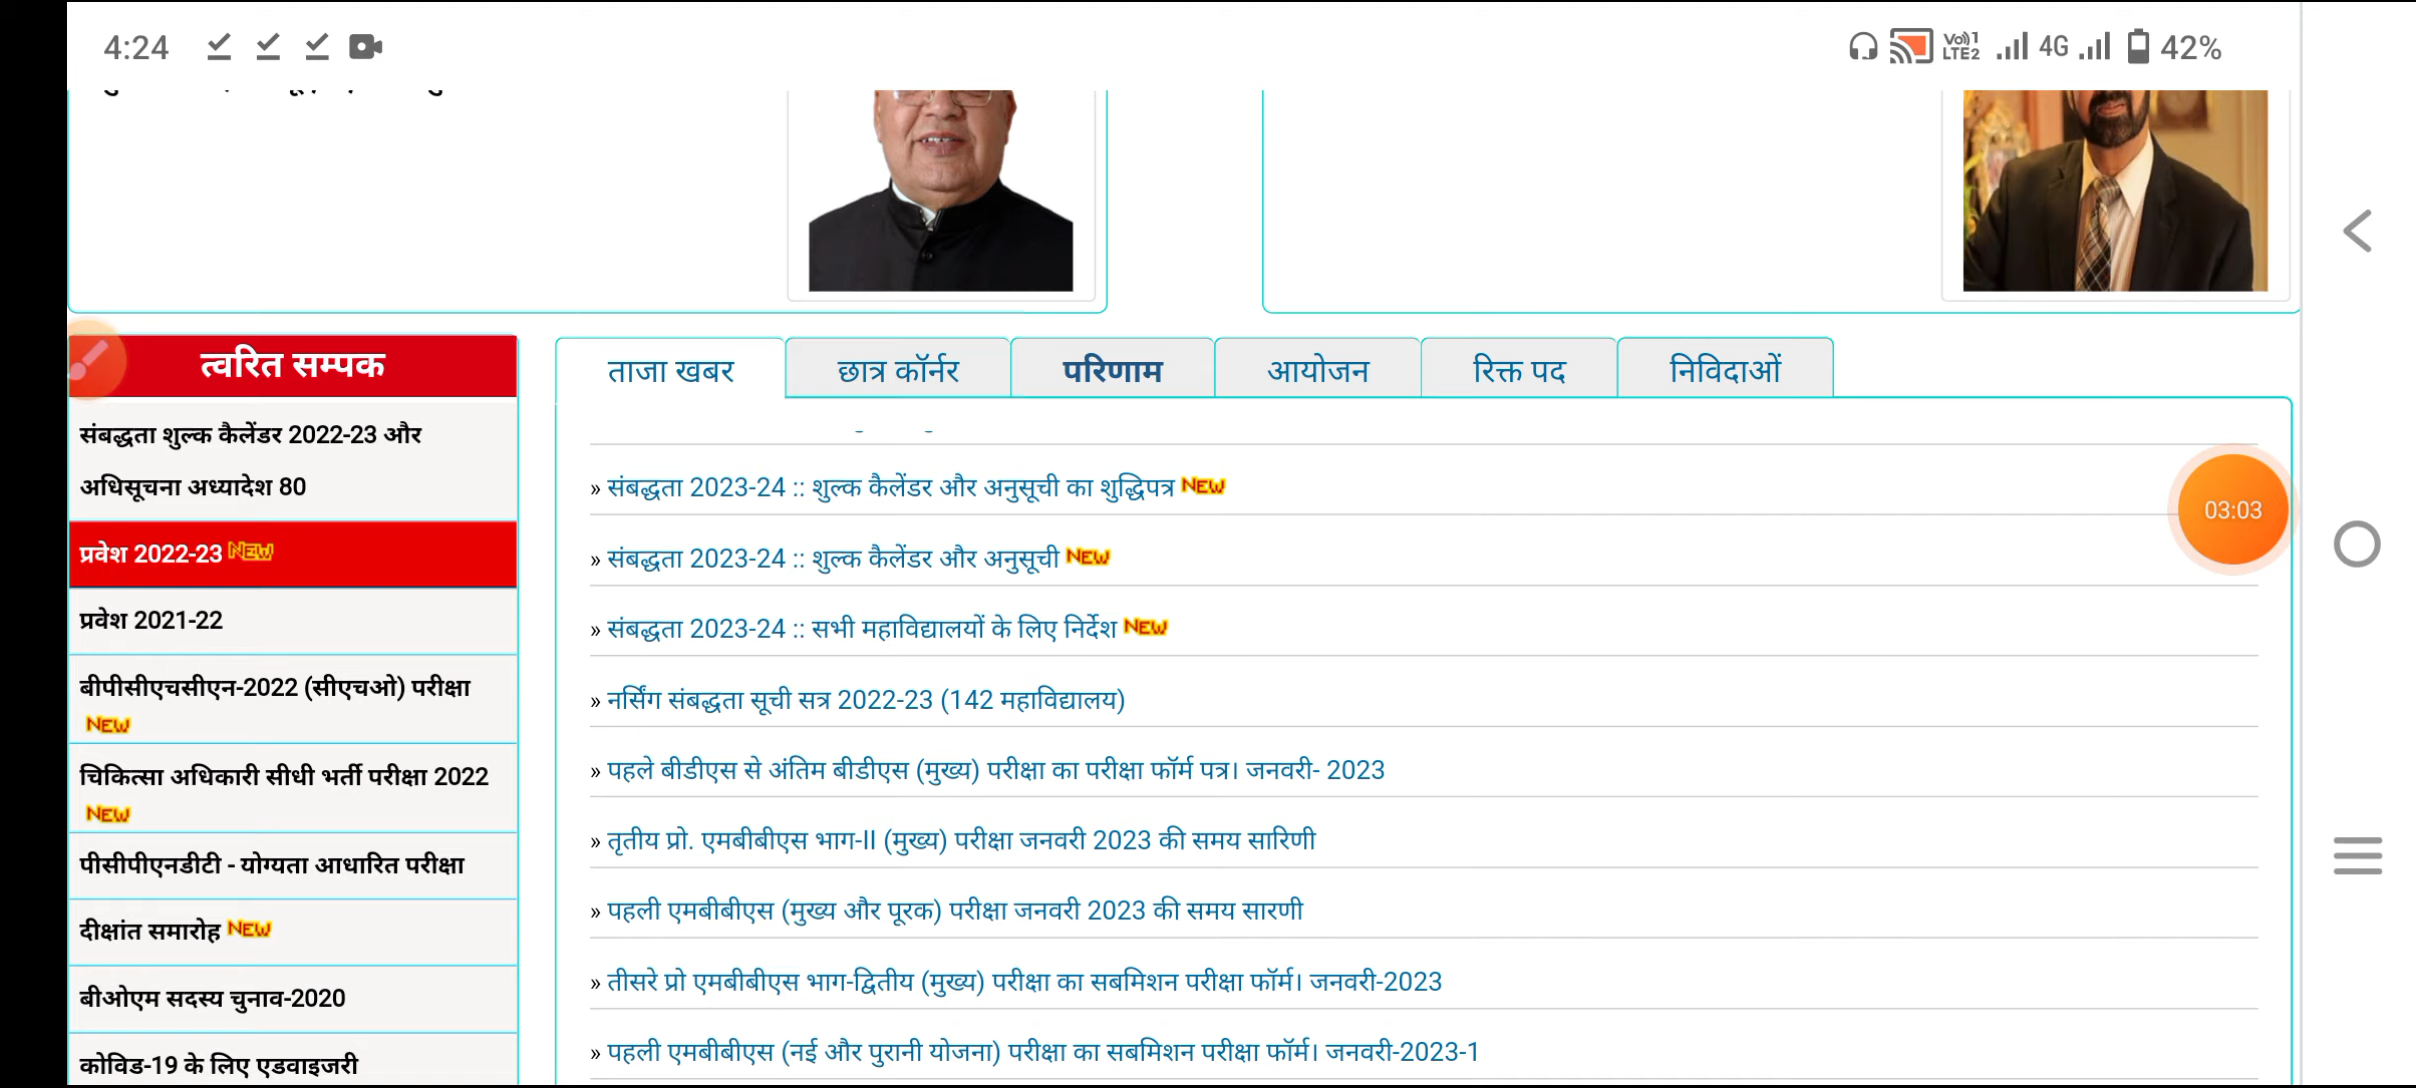 4:24
Vo)) 1 LTE2 4G 42%
त्वरित सम्पक
संबद्धता शुल्क कैलेंडर 2022-23 और
अधिसूचना अध्यादेश 80
प्रवेश 2022-23 NEW
प्रवेश 2021-22
बीपीसीएचसीएन-2022 (सीएचओ) परीक्षा
NEW
चिकित्सा अधिकारी सीधी भर्ती परीक्षा 2022
NEW
पीसीपीएनडीटी - योग्यता आधारित परीक्षा
दीक्षांत समारोह NEW
बीओएम सदस्य चुनाव-2020
कोविड-19 के लिए एडवाइजरी
ताजा खबर छात्र कॉर्नर परिणाम आयोजन रिक्त पद निविदाओं
» संबद्धता 2023-24 :: शुल्क कैलेंडर और अनुसूची का शुद्धिपत्र NEW
03:03
» संबद्धता 2023-24 :: शुल्क कैलेंडर और अनुसूची NEW
» संबद्धता 2023-24 :: सभी महाविद्यालयों के लिए निर्देश NEW
» नर्सिंग संबद्धता सूची सत्र 2022-23 (142 महाविद्यालय)
» पहले बीडीएस से अंतिम बीडीएस (मुख्य) परीक्षा का परीक्षा फॉर्म पत्र। जनवरी- 2023
» तृतीय प्रो. एमबीबीएस भाग-II (मुख्य) परीक्षा जनवरी 2023 की समय सारिणी
» पहली एमबीबीएस (मुख्य और पूरक) परीक्षा जनवरी 2023 की समय सारणी
» तीसरे प्रो एमबीबीएस भाग-द्वितीय (मुख्य) परीक्षा का सबमिशन परीक्षा फॉर्म। जनवरी-2023
» पहली एमबीबीएस (नई और पुरानी योजना) परीक्षा का सबमिशन परीक्षा फॉर्म। जनवरी-2023-1